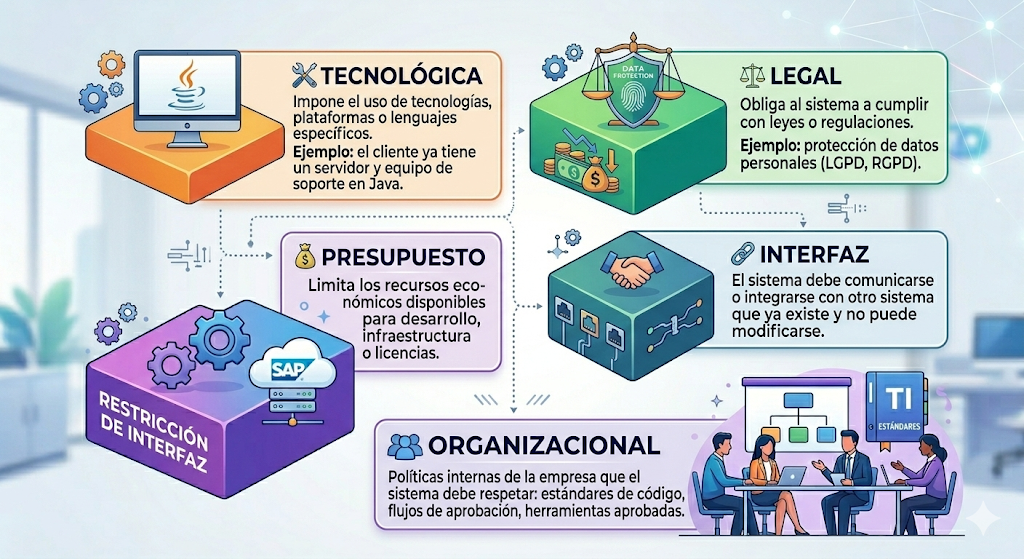 TECNOLÓGICA
Impone el uso de tecnologías,
plataformas o lenguajes
específicos.
Ejemplo: el cliente ya tiene
un servidor y equipo de
soporte en Java.
DATA
PROTECTION
LEGAL
Obliga al sistema a cumplir
con leyes o regulaciones.
Ejemplo: protección de datos
personales (LGPD, RGPD).
PRESUPUESTO
Limita los recursos eco-
nómicos disponibles
para desarrollo,
infraestructura
o licencias.
INTERFAZ
El sistema debe comunicarse
o integrarse con otro sistema
que ya existe y no puede
modificarse.
SAP
RESTRICCIÓN
DE INTERFAZ
ORGANIZACIONAL
Políticas internas de la empresa que el
sistema debe respetar: estándares de código,
flujos de aprobación, herramientas aprobadas.
TI
ESTÁNDARES